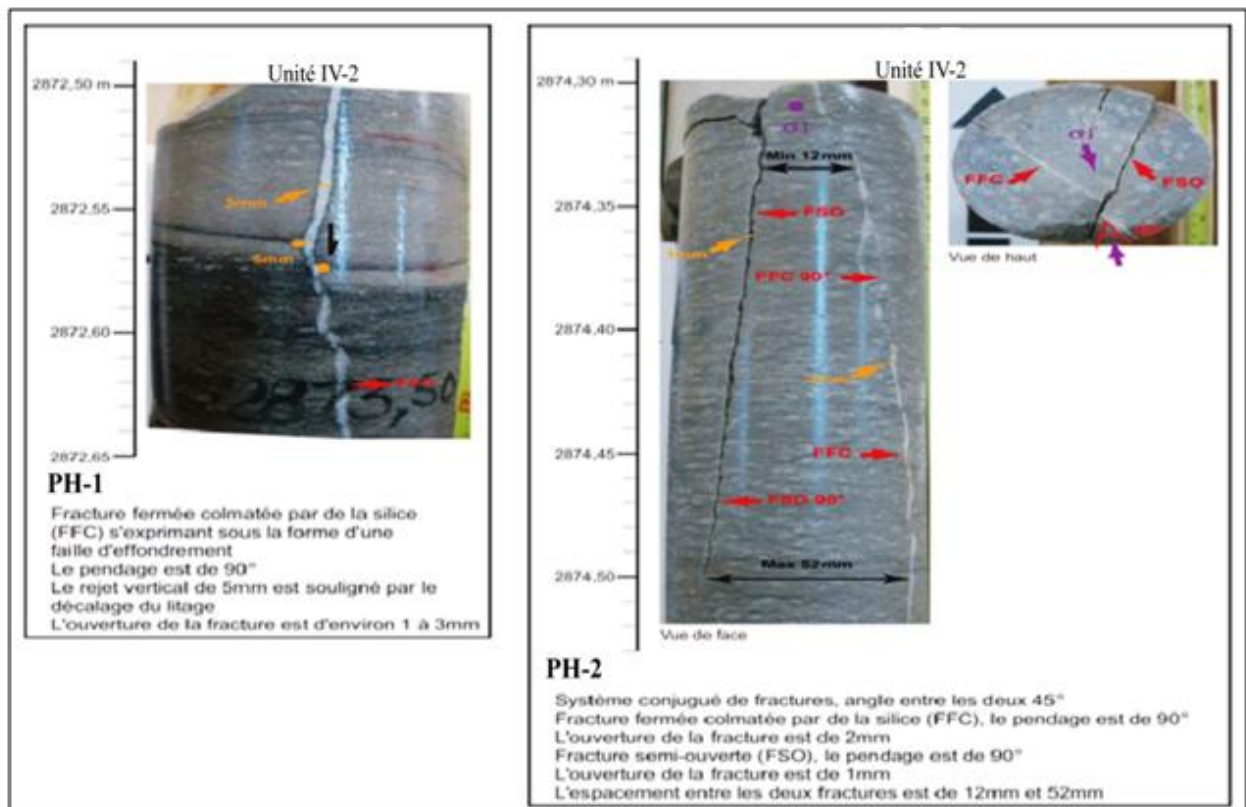 Unité IV-2
2872,50 m
2872,55
2872,60
2872,65
3mm
5mm
2873,50
PH-1
Fracture fermée colmatée par de la silice
(FFC) s'exprimant sous la forme d'une
faille d'effondrement
Le pendage est de 90°
Le rejet vertical de 5mm est souligné par le
décalage du litage
L'ouverture de la fracture est d'environ 1 à 3mm
Unité IV-2
2874,30 m
2874,35
2874,40
2874,45
2874,50
Min 12mm
FSO
1mm
FFC 90°
FFC
FSO 90°
Max 52mm
Vue de face
FFC
σ1
FSO
Vue de haut
PH-2
Système conjugué de fractures, angle entre les deux 45°
Fracture fermée colmatée par de la silice (FFC), le pendage est de 90°
L'ouverture de la fracture est de 2mm
Fracture semi-ouverte (FSO), le pendage est de 90°
L'ouverture de la fracture est de 1mm
L'espacement entre les deux fractures est de 12mm et 52mm